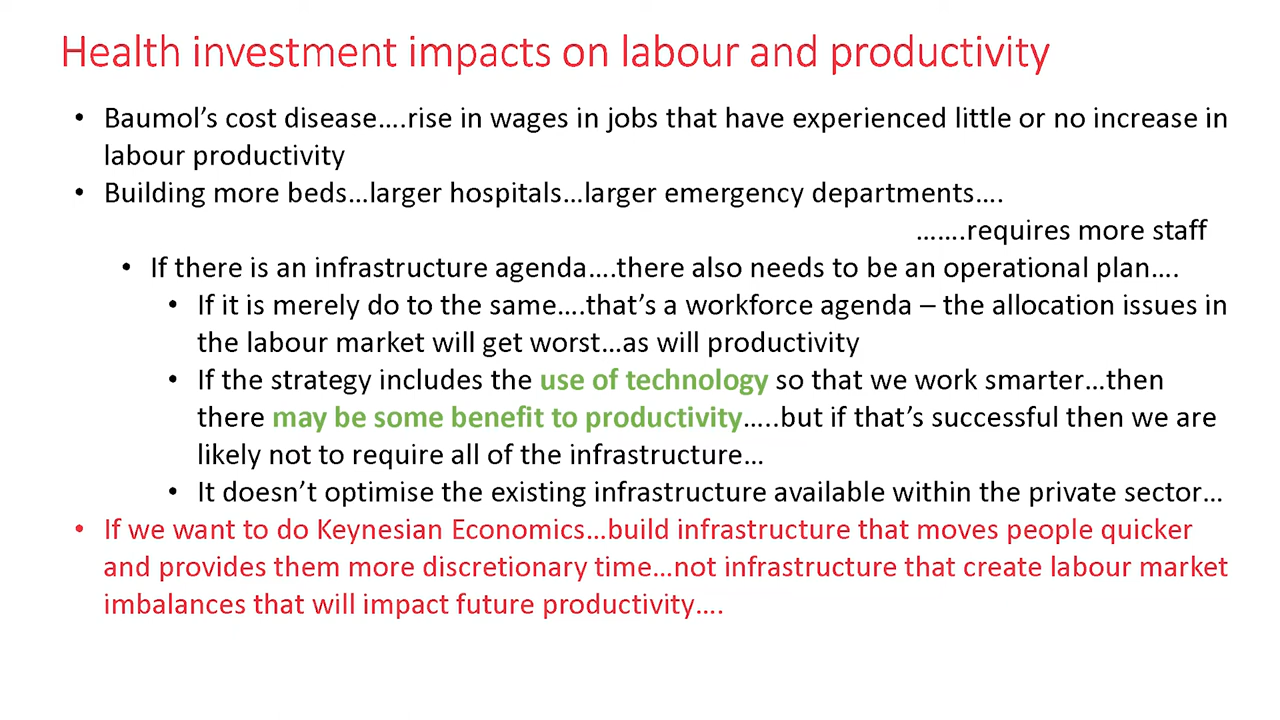 Health investment impacts on labour and productivity
• Baumol's cost disease….rise in wages in jobs that have experienced little or no increase in
labour productivity
• Building more beds…larger hospitals…larger emergency departments….
…….requires more staff
• If there is an infrastructure agenda….there also needs to be an operational plan….
• If it is merely do to the same….that's a workforce agenda – the allocation issues in
the labour market will get worst…as will productivity
• If the strategy includes the use of technology so that we work smarter…then
there may be some benefit to productivity…..but if that's successful then we are
likely not to require all of the infrastructure…
• It doesn't optimise the existing infrastructure available within the private sector…
• If we want to do Keynesian Economics…build infrastructure that moves people quicker
and provides them more discretionary time…not infrastructure that create labour market
imbalances that will impact future productivity….